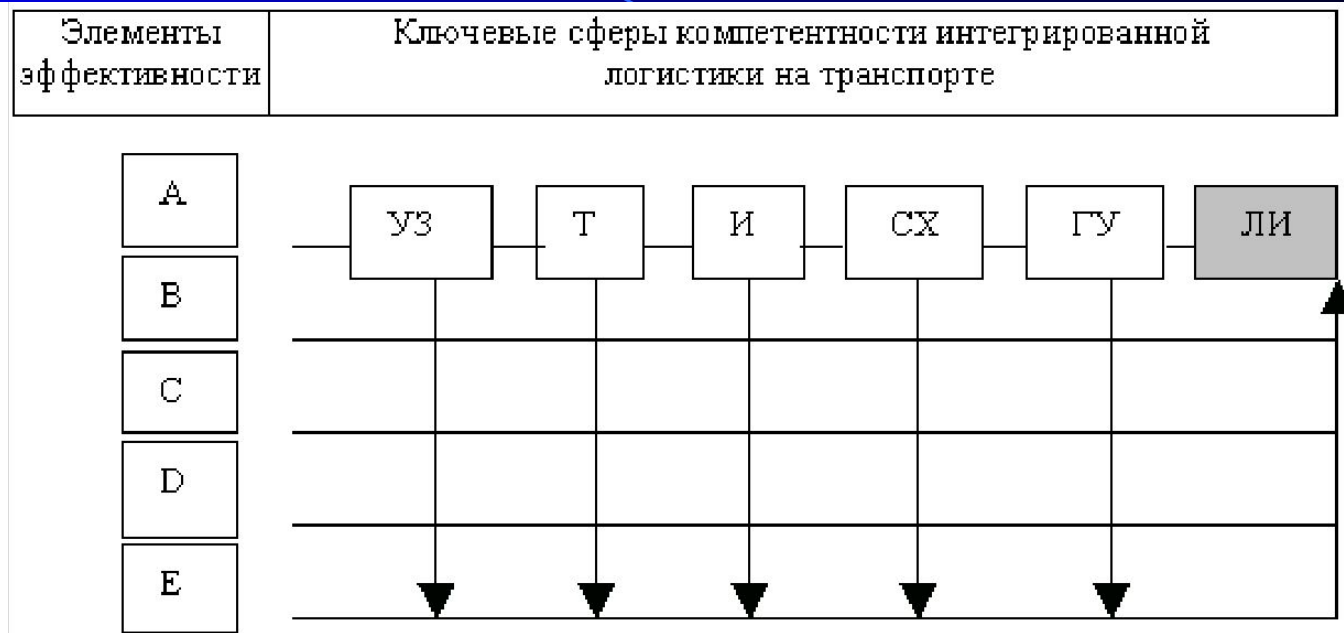 Элементы
эффективности
Ключевые сферы компетентности интегрированной
логистики на транспорте
A
УЗ
Т
И
СХ
ГУ
ЛИ
B
C
D
E